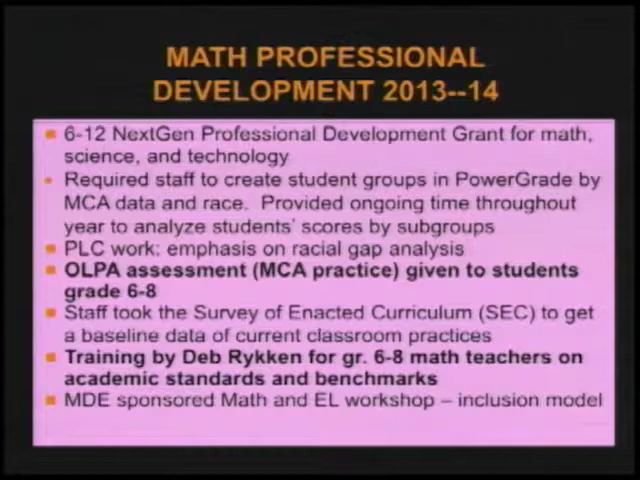 MATH PROFESSIONAL
DEVELOPMENT 2013--14
6-12 NextGen Professional Development Grant for math,
science, and technology
Required staff to create student groups in PowerGrade by
MCA data and race. Provided ongoing time throughout
year to analyze students' scores by subgroups
PLC work: emphasis on racial gap analysis
OLPA assessment (MCA practice) given to students
grade 6-8
Staff took the Survey of Enacted Curriculum (SEC) to get
a baseline data of current classroom practices
Training by Deb Rykken for gr. 6-8 math teachers on
academic standards and benchmarks
MDE sponsored Math and EL workshop – inclusion model